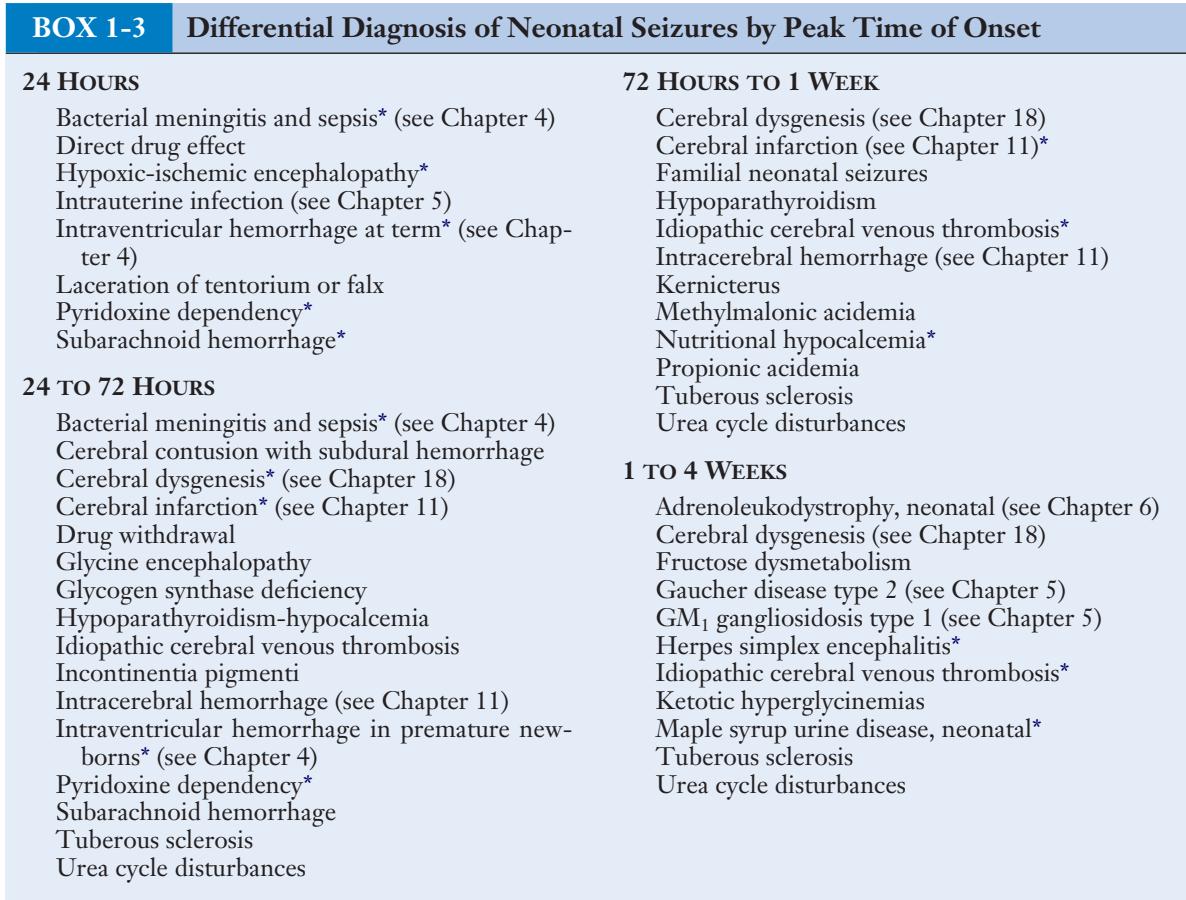 BOX 1-3 Differential Diagnosis of Neonatal Seizures by Peak Time of Onset
24 HOURS
Bacterial meningitis and sepsis* (see Chapter 4)
Direct drug effect
Hypoxic-ischemic encephalopathy*
Intrauterine infection (see Chapter 5)
Intraventricular hemorrhage at term* (see Chap-
ter 4)
Laceration of tentorium or falx
Pyridoxine dependency*
Subarachnoid hemorrhage*
24 TO 72 HOURS
Bacterial meningitis and sepsis* (see Chapter 4)
Cerebral contusion with subdural hemorrhage
Cerebral dysgenesis* (see Chapter 18)
Cerebral infarction* (see Chapter 11)
Drug withdrawal
Glycine encephalopathy
Glycogen synthase deficiency
Hypoparathyroidism-hypocalcemia
Idiopathic cerebral venous thrombosis
Incontinentia pigmenti
Intracerebral hemorrhage (see Chapter 11)
Intraventricular hemorrhage in premature new-
borns* (see Chapter 4)
Pyridoxine dependency*
Subarachnoid hemorrhage
Tuberous sclerosis
Urea cycle disturbances
72 HOURS TO 1 WEEK
Cerebral dysgenesis (see Chapter 18)
Cerebral infarction (see Chapter 11)*
Familial neonatal seizures
Hypoparathyroidism
Idiopathic cerebral venous thrombosis*
Intracerebral hemorrhage (see Chapter 11)
Kernicterus
Methylmalonic acidemia
Nutritional hypocalcemia*
Propionic acidemia
Tuberous sclerosis
Urea cycle disturbances
1 TO 4 WEEKS
Adrenoleukodystrophy, neonatal (see Chapter 6)
Cerebral dysgenesis (see Chapter 18)
Fructose dysmetabolism
Gaucher disease type 2 (see Chapter 5)
GM₁ gangliosidosis type 1 (see Chapter 5)
Herpes simplex encephalitis*
Idiopathic cerebral venous thrombosis*
Ketotic hyperglycinemias
Maple syrup urine disease, neonatal*
Tuberous sclerosis
Urea cycle disturbances